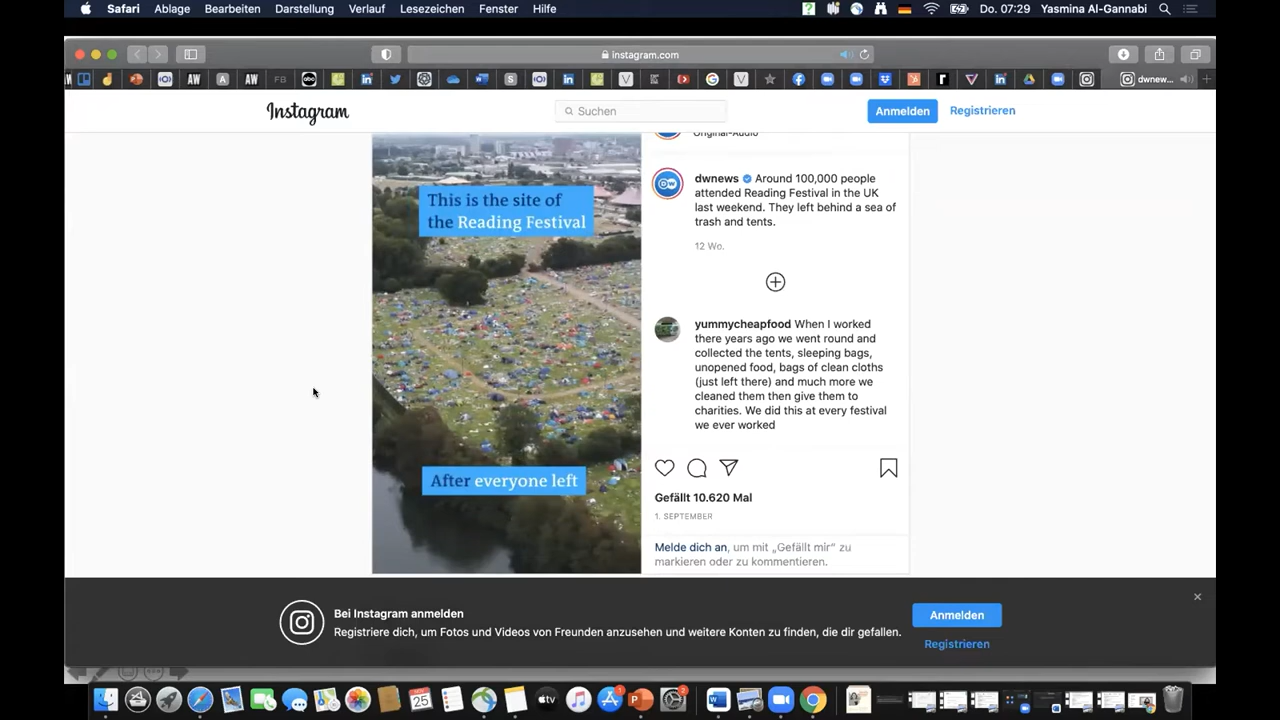 Safari Ablage Bearbeiten Darstellung Verlauf Lesezeichen Fenster Hilfe Do. 07:29 Yasmina Al-Gannabi
instagram.com
AW A AW FB abc S V G V dwnew...
Instagram Suchen Anmelden Registrieren
Original-Audio
This is the site of
the Reading Festival
After everyone left
dwnews Around 100,000 people
attended Reading Festival in the UK
last weekend. They left behind a sea of
trash and tents.
12 Wo.
yummycheapfood When I worked
there years ago we went round and
collected the tents, sleeping bags,
unopened food, bags of clean cloths
(just left there) and much more we
cleaned them then give them to
charities. We did this at every festival
we ever worked
Gefällt 10.620 Mal
1. SEPTEMBER
Melde dich an, um mit „Gefällt mir“ zu
markieren oder zu kommentieren.
Bei Instagram anmelden
Registriere dich, um Fotos und Videos von Freunden anzusehen und weitere Konten zu finden, die dir gefallen.
Anmelden
Registrieren
25 tv